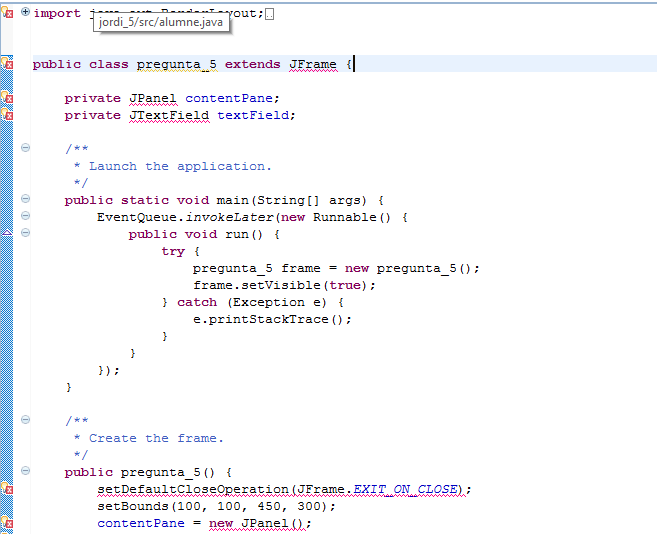 import java.awt.BorderLayout;
jordi_5/src/alumne.java
public class pregunta_5 extends JFrame {
private JPanel contentPane;
private JTextField textField;
/**
* Launch the application.
*/
public static void main(String[] args) {
EventQueue.invokeLater(new Runnable() {
public void run() {
try {
pregunta_5 frame = new pregunta_5();
frame.setVisible(true);
} catch (Exception e) {
e.printStackTrace();
}
}
});
}
/**
* Create the frame.
*/
public pregunta_5() {
setDefaultCloseOperation(JFrame.EXIT_ON_CLOSE);
setBounds(100, 100, 450, 300);
contentPane = new JPanel();